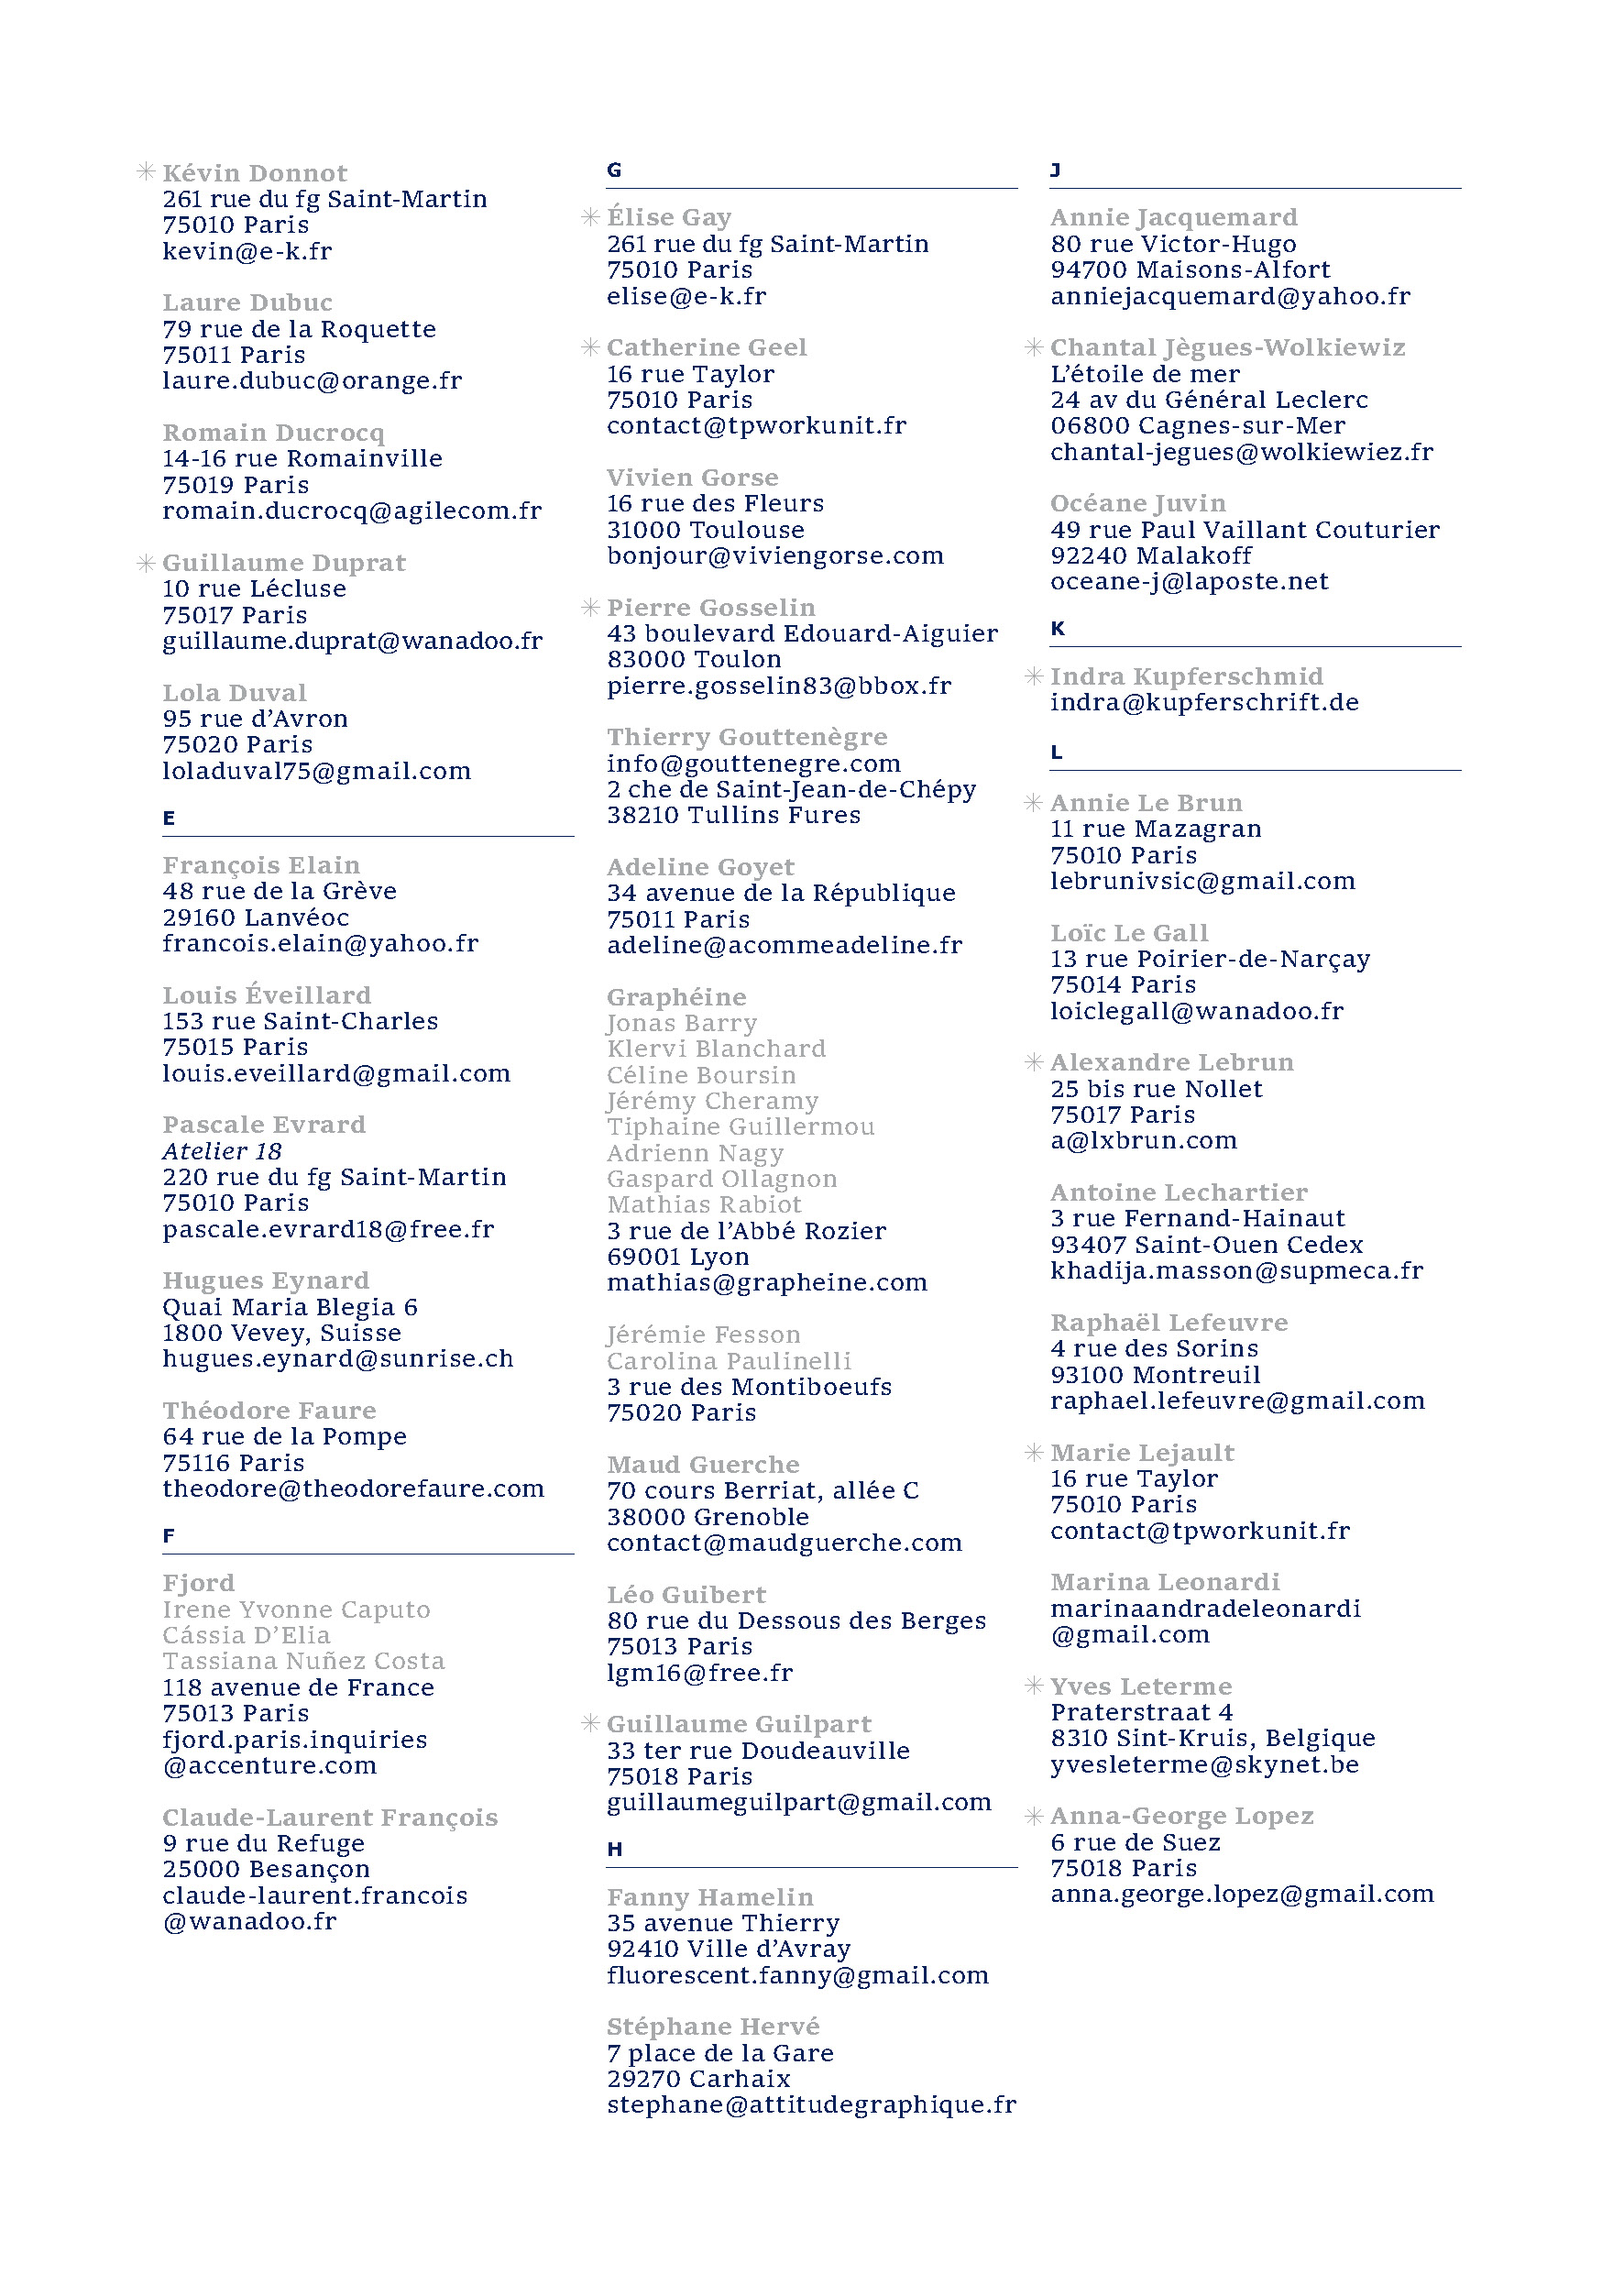 ✳ Kévin Donnot
261 rue du fg Saint-Martin
75010 Paris
kevin@e-k.fr
Laure Dubuc
79 rue de la Roquette
75011 Paris
laure.dubuc@orange.fr
Romain Ducrocq
14-16 rue Romainville
75019 Paris
romain.ducrocq@agilecom.fr
✳ Guillaume Duprat
10 rue Lécluse
75017 Paris
guillaume.duprat@wanadoo.fr
Lola Duval
95 rue d’Avron
75020 Paris
loladuval75@gmail.com
E
François Elain
48 rue de la Grève
29160 Lanvéoc
francois.elain@yahoo.fr
Louis Éveillard
153 rue Saint-Charles
75015 Paris
louis.eveillard@gmail.com
Pascale Evrard
Atelier 18
220 rue du fg Saint-Martin
75010 Paris
pascale.evrard18@free.fr
Hugues Eynard
Quai Maria Blegia 6
1800 Vevey, Suisse
hugues.eynard@sunrise.ch
Théodore Faure
64 rue de la Pompe
75116 Paris
theodore@theodorefaure.com
F
Fjord
Irene Yvonne Caputo
Cássia D’Elia
Tassiana Nuñez Costa
118 avenue de France
75013 Paris
fjord.paris.inquiries
@accenture.com
Claude-Laurent François
9 rue du Refuge
25000 Besançon
claude-laurent.francois
@wanadoo.fr
G
✳ Élise Gay
261 rue du fg Saint-Martin
75010 Paris
elise@e-k.fr
✳ Catherine Geel
16 rue Taylor
75010 Paris
contact@tpworkunit.fr
Vivien Gorse
16 rue des Fleurs
31000 Toulouse
bonjour@viviengorse.com
✳ Pierre Gosselin
43 boulevard Edouard-Aiguier
83000 Toulon
pierre.gosselin83@bbox.fr
Thierry Gouttenègre
info@gouttenegre.com
2 che de Saint-Jean-de-Chépy
38210 Tullins Fures
Adeline Goyet
34 avenue de la République
75011 Paris
adeline@acommeadeline.fr
Graphéine
Jonas Barry
Klervi Blanchard
Céline Boursin
Jérémy Cheramy
Tiphaine Guillermou
Adrienn Nagy
Gaspard Ollagnon
Mathias Rabiot
3 rue de l’Abbé Rozier
69001 Lyon
mathias@grapheine.com
Jérémie Fesson
Carolina Paulinelli
3 rue des Montiboeufs
75020 Paris
Maud Guerche
70 cours Berriat, allée C
38000 Grenoble
contact@maudguerche.com
Léo Guibert
80 rue du Dessous des Berges
75013 Paris
lgm16@free.fr
✳ Guillaume Guilpart
33 ter rue Doudeauville
75018 Paris
guillaumeguilpart@gmail.com
H
Fanny Hamelin
35 avenue Thierry
92410 Ville d’Avray
fluorescent.fanny@gmail.com
Stéphane Hervé
7 place de la Gare
29270 Carhaix
stephane@attitudegraphique.fr
J
Annie Jacquemard
80 rue Victor-Hugo
94700 Maisons-Alfort
anniejacquemard@yahoo.fr
✳ Chantal Jègues-Wolkiewiz
L’étoile de mer
24 av du Général Leclerc
06800 Cagnes-sur-Mer
chantal-jegues@wolkiewiez.fr
Océane Juvin
49 rue Paul Vaillant Couturier
92240 Malakoff
oceane-j@laposte.net
K
✳ Indra Kupferschmid
indra@kupferschrift.de
L
✳ Annie Le Brun
11 rue Mazagran
75010 Paris
lebrunivsic@gmail.com
Loïc Le Gall
13 rue Poirier-de-Narçay
75014 Paris
loiclegall@wanadoo.fr
✳ Alexandre Lebrun
25 bis rue Nollet
75017 Paris
a@lxbrun.com
Antoine Lechartier
3 rue Fernand-Hainaut
93407 Saint-Ouen Cedex
khadija.masson@supmeca.fr
Raphaël Lefeuvre
4 rue des Sorins
93100 Montreuil
raphael.lefeuvre@gmail.com
✳ Marie Lejault
16 rue Taylor
75010 Paris
contact@tpworkunit.fr
Marina Leonardi
marinaandradeleonardi
@gmail.com
✳ Yves Leterme
Praterstraat 4
8310 Sint-Kruis, Belgique
yvesleterme@skynet.be
✳ Anna-George Lopez
6 rue de Suez
75018 Paris
anna.george.lopez@gmail.com